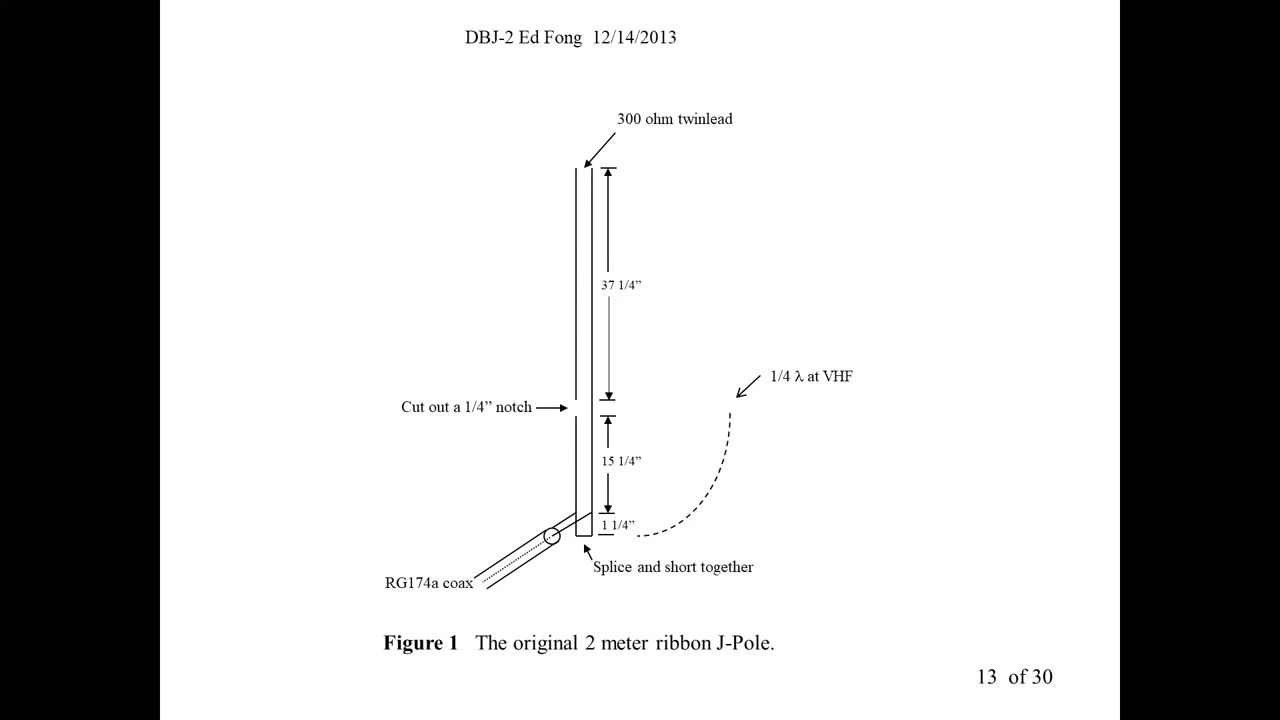 DBJ-2 Ed Fong 12/14/2013
300 ohm twinlead
37 1/4”
1/4 λ at VHF
Cut out a 1/4” notch
15 1/4”
1 1/4”
Splice and short together
RG174a coax
Figure 1 The original 2 meter ribbon J-Pole.
13 of 30